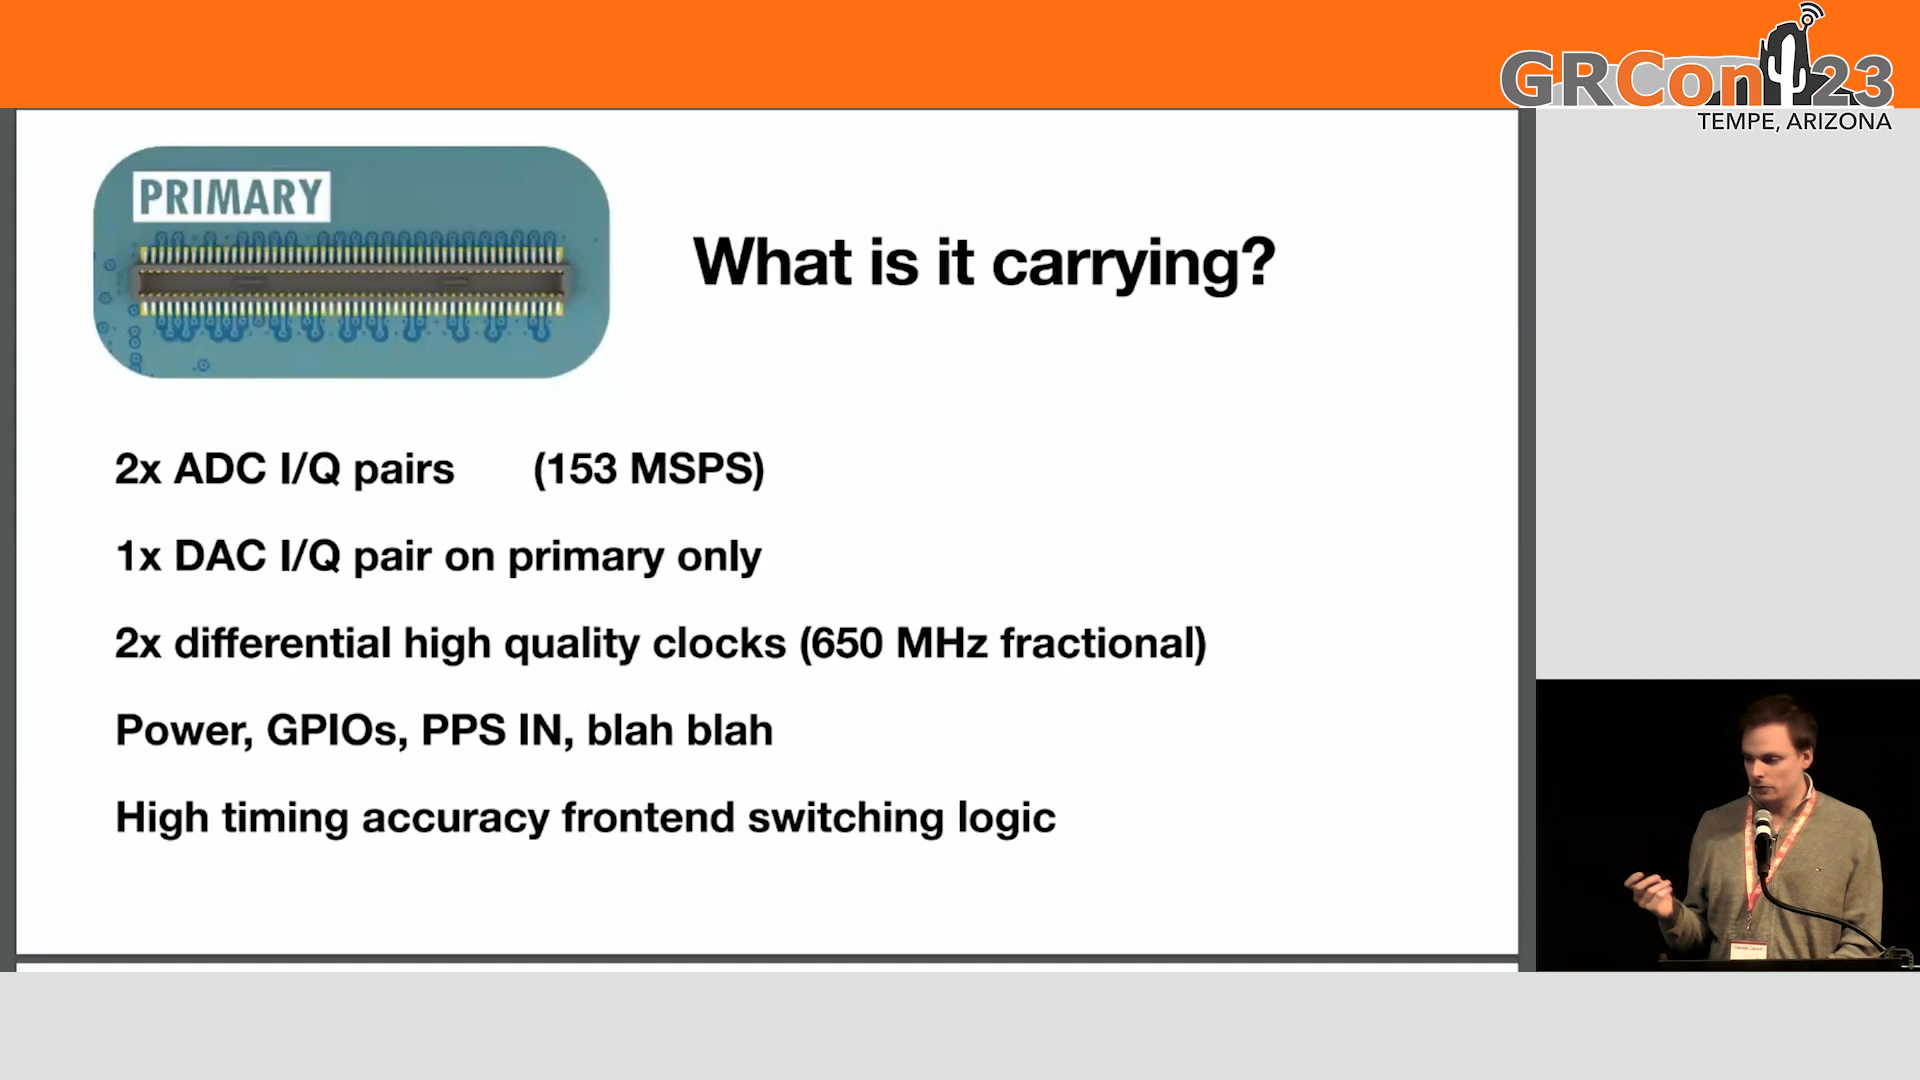 GRCon 23
TEMPE, ARIZONA
PRIMARY
What is it carrying?
2x ADC I/Q pairs (153 MSPS)
1x DAC I/Q pair on primary only
2x differential high quality clocks (650 MHz fractional)
Power, GPIOs, PPS IN, blah blah
High timing accuracy frontend switching logic